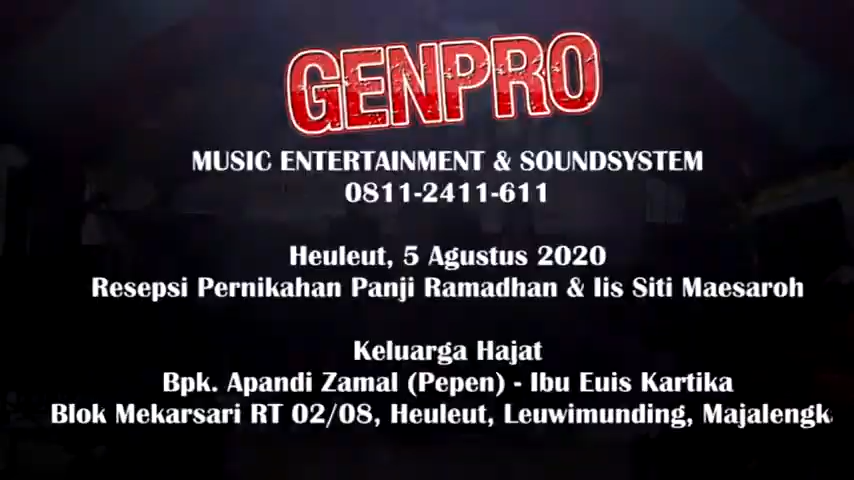 GENPRO
MUSIC ENTERTAINMENT & SOUNDSYSTEM
0811-2411-611
Heuleut, 5 Agustus 2020
Resepsi Pernikahan Panji Ramadhan & Iis Siti Maesaroh
Keluarga Hajat
Bpk. Apandi Zamal (Pepen) - Ibu Euis Kartika
Blok Mekarsari RT 02/08, Heuleut, Leuwimunding, Majalengk